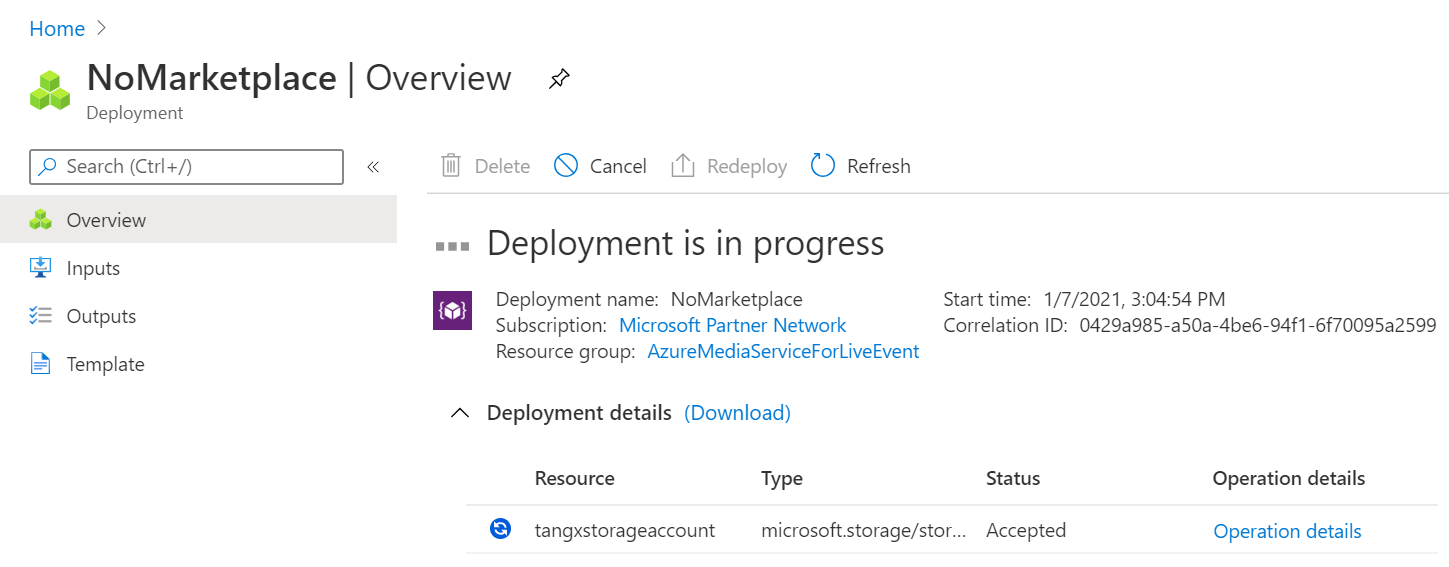 Home
NoMarketplace | Overview
Deployment
Search (Ctrl+/)
«
Delete Cancel Redeploy Refresh
Overview
Inputs
Outputs
Template
Deployment is in progress
Deployment name: NoMarketplace
Subscription: Microsoft Partner Network
Resource group: AzureMediaServiceForLiveEvent
Start time: 1/7/2021, 3:04:54 PM
Correlation ID: 0429a985-a50a-4be6-94f1-6f70095a2599
Deployment details (Download)
Resource Type Status Operation details
tangxstorageaccount microsoft.storage/stor... Accepted Operation details